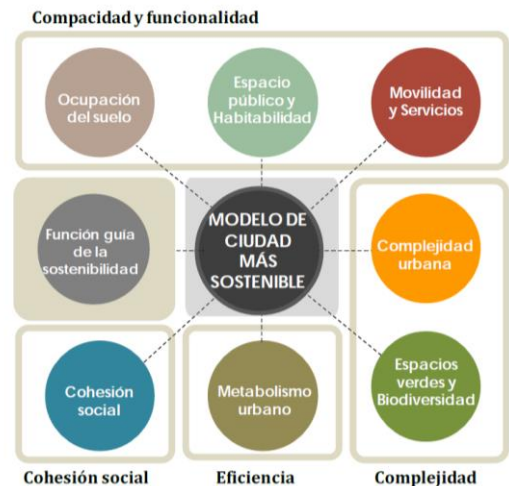 Compacidad y funcionalidad
Ocupación
del suelo
Espacio
público y
Habitabilidad
Movilidad
y Servicios
Función guía
de la
sostenibilidad
MODELO DE
CIUDAD
MÁS
SOSTENIBLE
Complejidad
urbana
Cohesión
social
Metabolismo
urbano
Espacios
verdes y
Biodiversidad
Cohesión social
Eficiencia
Complejidad